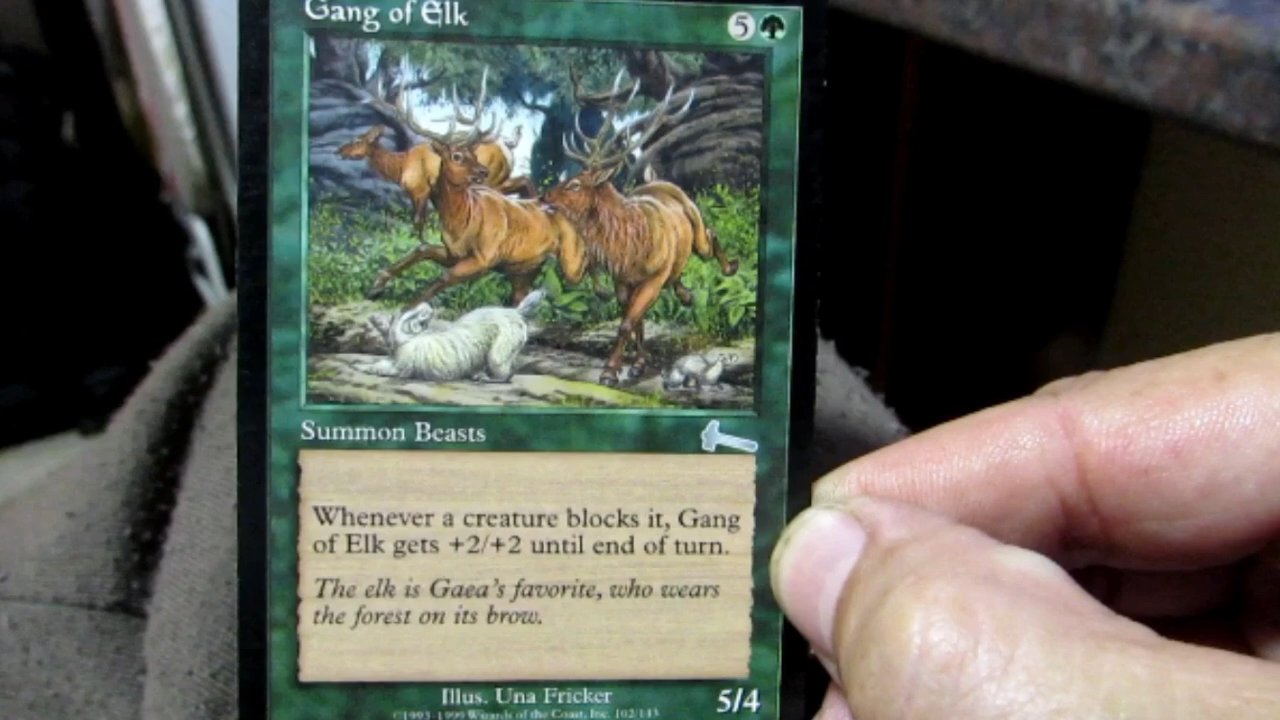 Gang of Elk 5
Summon Beasts
Whenever a creature blocks it, Gang
of Elk gets +2/+2 until end of turn.
The elk is Gaea's favorite, who wears
the forest on its brow.
Illus. Una Fricker 5/4
©1993-1999 Wizards of the Coast, Inc. 102/143